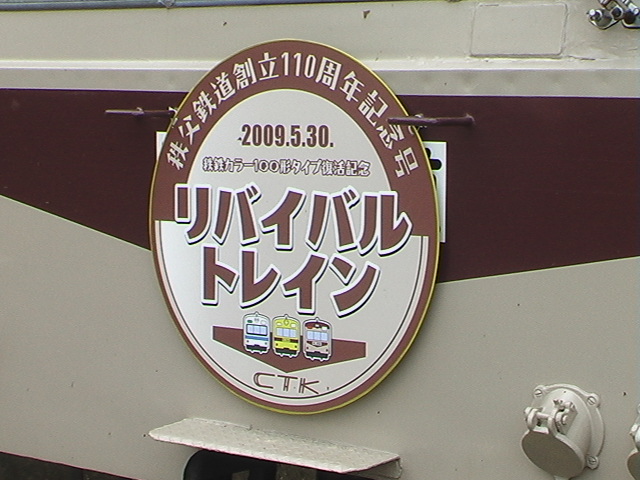 秩父鉄道創立110周年記念号
2009.5.30.
秩鉄カラー100形タイプ復活記念
リバイバル
トレイン
CTK.